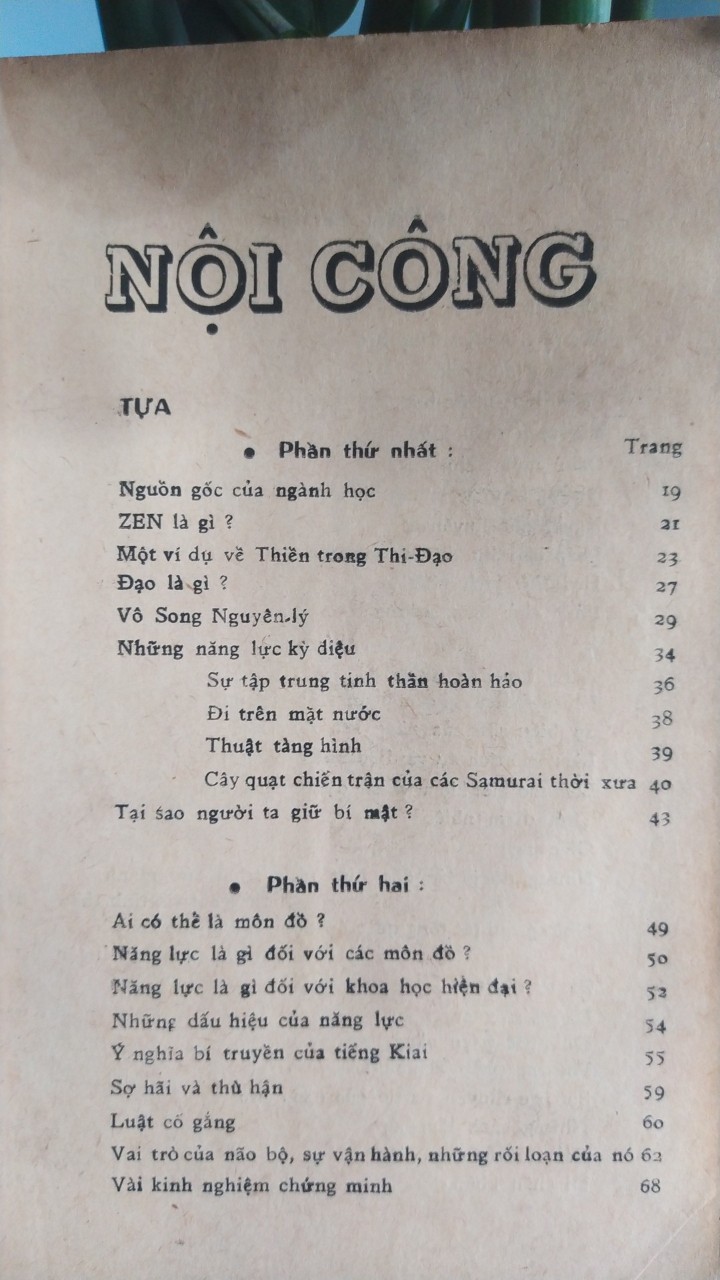 NỘI CÔNG
TỰA
• Phần thứ nhất : Trang
Nguồn gốc của ngành học 19
ZEN là gì ? 21
Một ví dụ về Thiền trong Thi-Đạo 23
Đạo là gì ? 27
Vô Song Nguyên-lý 29
Những năng lực kỳ diệu 34
Sự tập trung tinh thần hoàn hảo 36
Đi trên mặt nước 38
Thuật tàng hình 39
Cây quạt chiến trận của các Samurai thời xưa 40
Tại sao người ta giữ bí mật ? 43
• Phần thứ hai :
Ai có thể là môn đồ ? 49
Năng lực là gì đối với các môn đồ ? 50
Năng lực là gì đối với khoa học hiện đại ? 52
Những dấu hiệu của năng lực 54
Ý nghĩa bí truyền của tiếng Kiai 55
Sợ hãi và thù hận 59
Luật cố gắng 60
Vai trò của não bộ, sự vận hành, những rối loạn của nó 62
Vài kinh nghiệm chứng minh 68